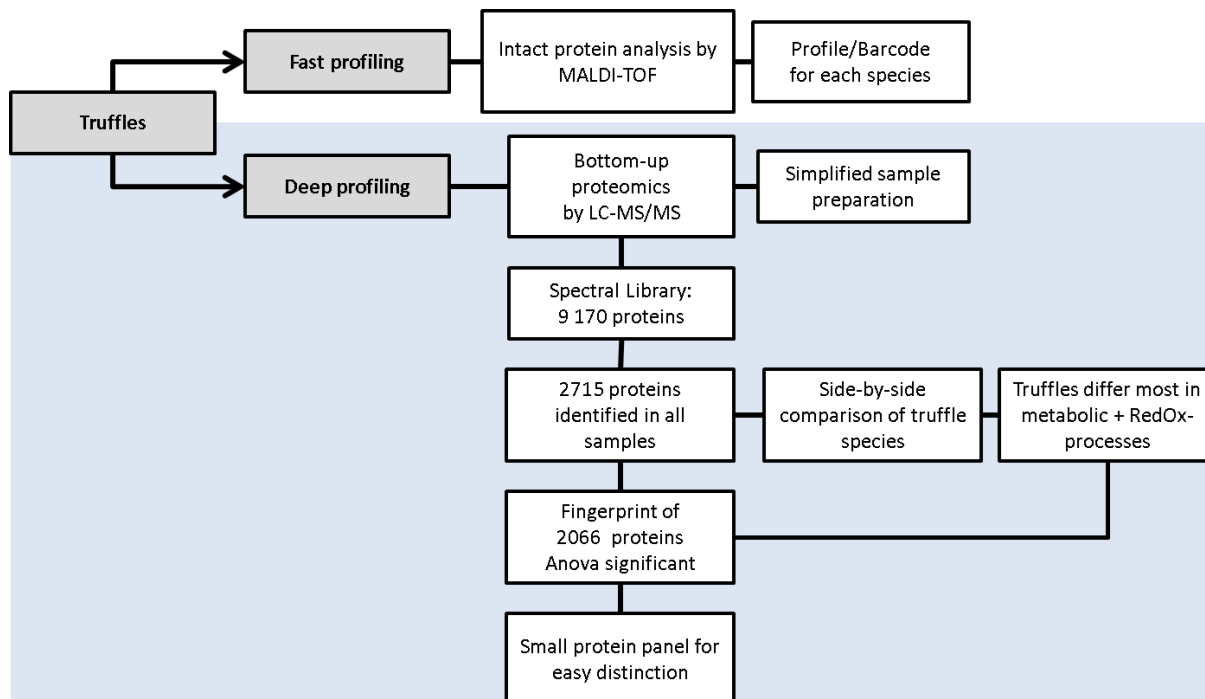 Truffles
Fast profiling
Intact protein analysis by
MALDI-TOF
Profile/Barcode
for each species
Deep profiling
Bottom-up
proteomics
by LC-MS/MS
Simplified sample
preparation
Spectral Library:
9 170 proteins
2715 proteins
identified in all
samples
Side-by-side
comparison of truffle
species
Truffles differ most in
metabolic + RedOx-
processes
Fingerprint of
2066 proteins
Anova significant
Small protein panel for
easy distinction